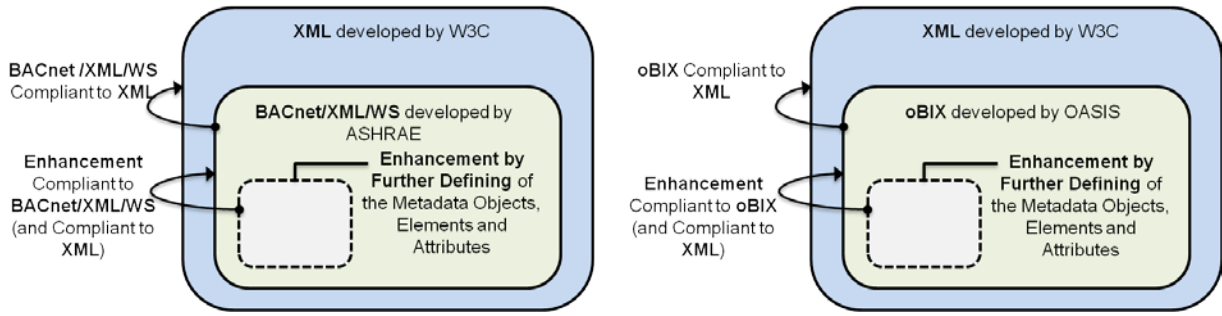 XML developed by W3C
BACnet /XML/WS
Compliant to XML
BACnet/XML/WS developed by
ASHRAE
Enhancement
Compliant to
BACnet/XML/WS
(and Compliant to
XML)
Enhancement by
Further Defining of
the Metadata Objects,
Elements and
Attributes
XML developed by W3C
oBIX Compliant to
XML
oBIX developed by OASIS
Enhancement
Compliant to oBIX
(and Compliant to
XML)
Enhancement by
Further Defining of
the Metadata Objects,
Elements and
Attributes